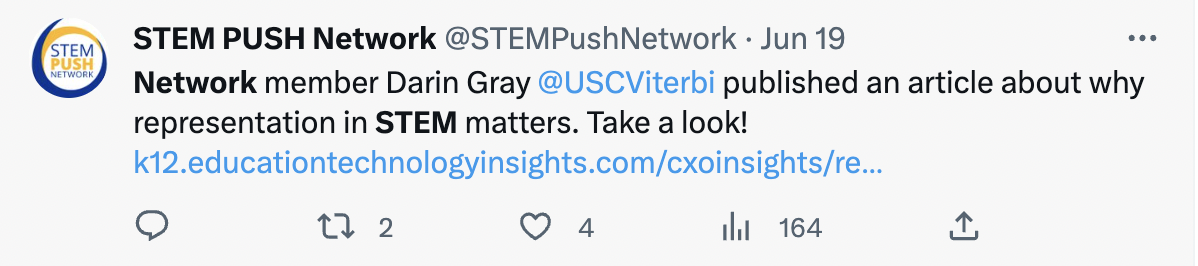 STEM PUSH NETWORK
STEM PUSH Network @STEMPushNetwork · Jun 19
Network member Darin Gray @USCViterbi published an article about why
representation in STEM matters. Take a look!
k12.educationtechnologyinsights.com/cxoinsights/re...
2 4 164